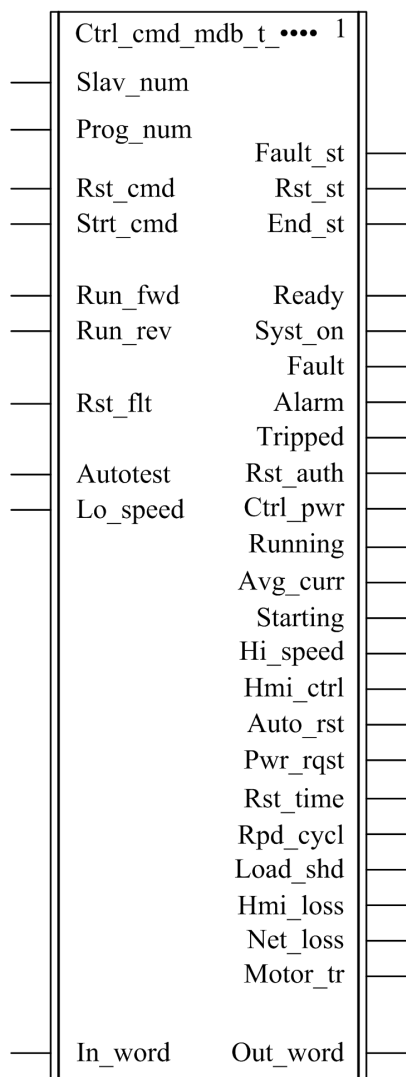 Ctrl_cmd_mdb_t_•••• 1
Slav_num
Prog_num
Fault_st
Rst_cmd Rst_st
Strt_cmd End_st
Run_fwd Ready
Run_rev Syst_on
Fault
Rst_flt Alarm
Tripped
Autotest Rst_auth
Lo_speed Ctrl_pwr
Running
Avg_curr
Starting
Hi_speed
Hmi_ctrl
Auto_rst
Pwr_rqst
Rst_time
Rpd_cycl
Load_shd
Hmi_loss
Net_loss
Motor_tr
In_word Out_word